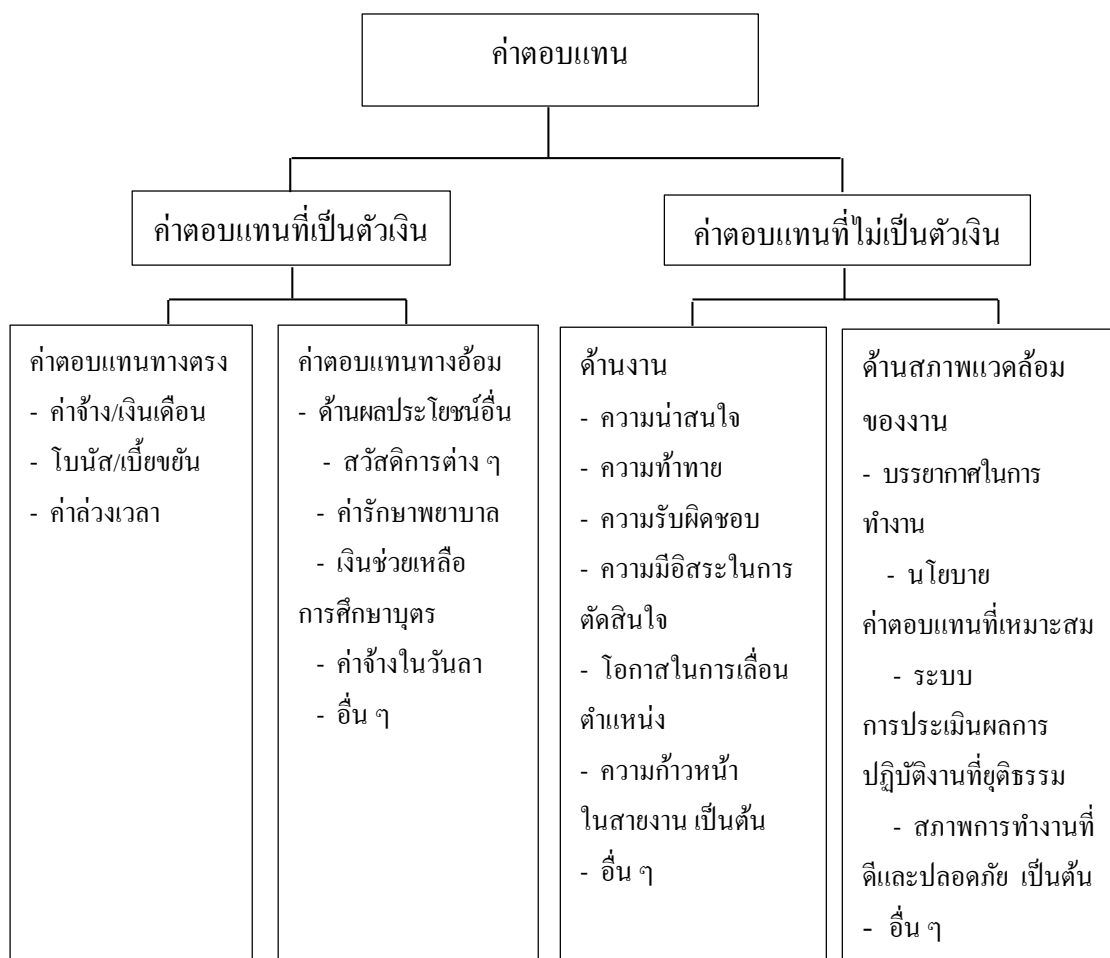 ค่าตอบแทน
ค่าตอบแทนที่เป็นตัวเงิน
ค่าตอบแทนที่ไม่เป็นตัวเงิน
ค่าตอบแทนทางตรง
- ค่าจ้าง/เงินเดือน
- โบนัส/เบี้ยขยัน
- ค่าล่วงเวลา
ค่าตอบแทนทางอ้อม
- ด้านผลประโยชน์อื่น
- สวัสดิการต่าง ๆ
- ค่ารักษาพยาบาล
- เงินช่วยเหลือ
การศึกษาบุตร
- ค่าจ้างในวันลา
- อื่น ๆ
ด้านงาน
- ความน่าสนใจ
- ความท้าทาย
- ความรับผิดชอบ
- ความมีอิสระในการ
ตัดสินใจ
- โอกาสในการเลื่อน
ตำแหน่ง
- ความก้าวหน้า
ในสายงาน เป็นต้น
- อื่น ๆ
ด้านสภาพแวดล้อม
ของงาน
- บรรยากาศในการ
ทำงาน
- นโยบาย
ค่าตอบแทนที่เหมาะสม
- ระบบ
การประเมินผลการ
ปฏิบัติงานที่ยุติธรรม
- สภาพการทำงานที่
ดีและปลอดภัย เป็นต้น
- อื่น ๆ